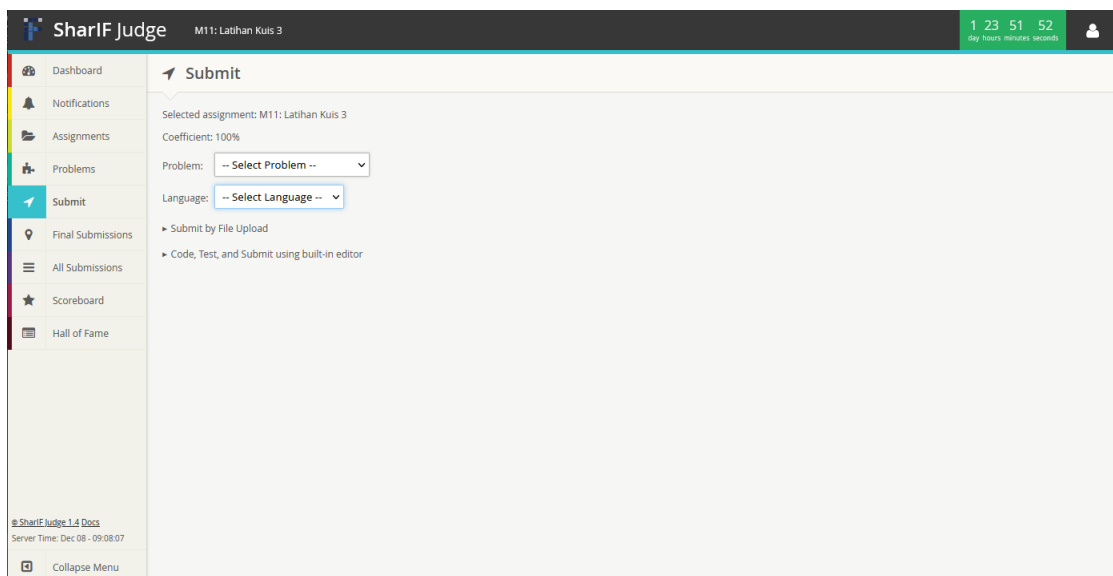 SharIF Judge
M11: Latihan Kuis 3
1 23 51 52
day hours minutes seconds
Dashboard
Notifications
Assignments
Problems
Submit
Final Submissions
All Submissions
Scoreboard
Hall of Fame
© SharIF Judge 1.4 Docs
Server Time: Dec 08 - 09:08:07
Collapse Menu
Submit
Selected assignment: M11: Latihan Kuis 3
Coefficient: 100%
Problem: -- Select Problem --
Language: -- Select Language --
▸ Submit by File Upload
▸ Code, Test, and Submit using built-in editor